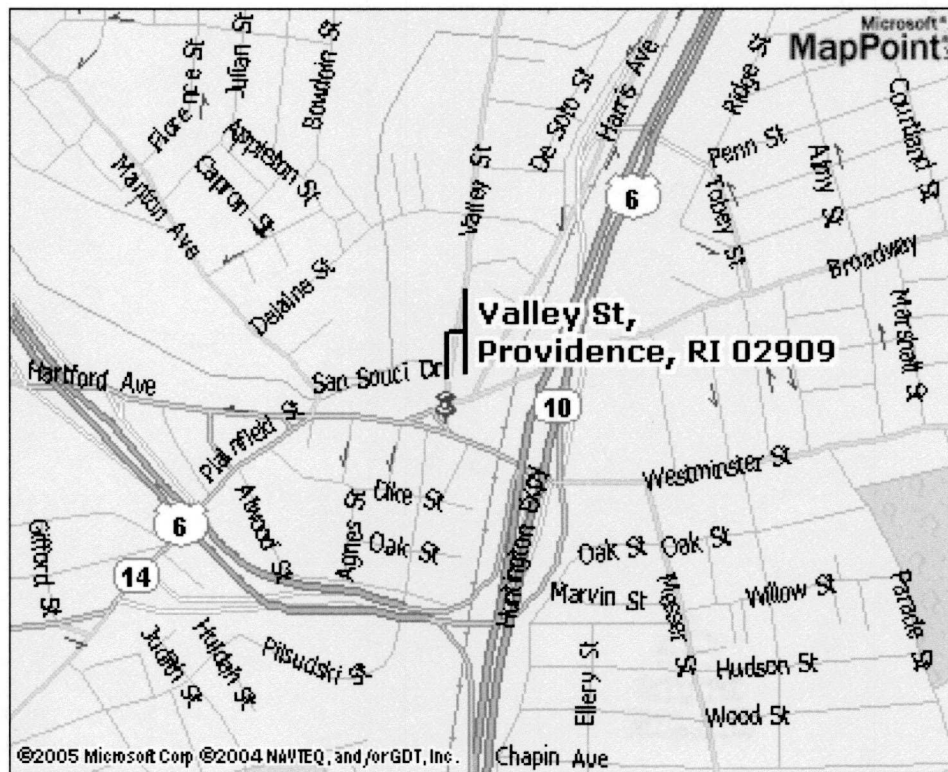 Microsoft®
MapPoint
Florence St
Julian St
Bowdoin St
De Soto St
Harris Ave
Ridge St
Courtland St
Appleton St
Capron St
Manton Ave
Valley St
Penn St
Almy St
Tobey St
6
Broadway
Delaine St
Valley St,
Providence, RI 02909
Marshall St
Hartford Ave
San Souci Dr
10
Plainfield St
Westminster St
Dike St
Atwood St
Agnes St
Huntington Expy
6
Oak St
Oak St
Oak St
14
Gifford St
Marvin St
Messer St
Willow St
Parade St
Judith St
Huldah St
Pilsudski St
Ellery St
Hudson St
Wood St
©2005 Microsoft Corp ©2004 NAVTEQ, and/or GDT, Inc.
Chapin Ave